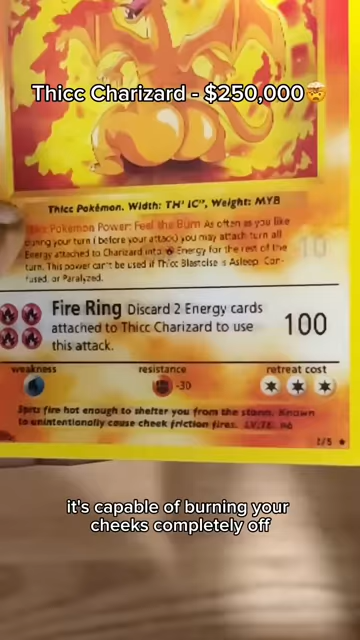 Thicc Charizard - $250,000🤯
Thicc Pokémon. Width: TH' IC", Weight: MYB
Pokémon Power: Feel the Burn As often as you like
during your turn (before your attack) you may attach turn all
Energy attached to Charizard into Energy for the rest of the
turn. This power can't be used if Thicc Blastoise is Asleep, Con-
fused, or Paralyzed.
Fire Ring Discard 2 Energy cards
attached to Thicc Charizard to use
this attack.
100
weakness
resistance
retreat cost
-30
Spits fire hot enough to shelter you from the storm. Known
to unintentionally cause cheek friction fires. LV.
2/5 ★
it's capable of burning your
cheeks completely off